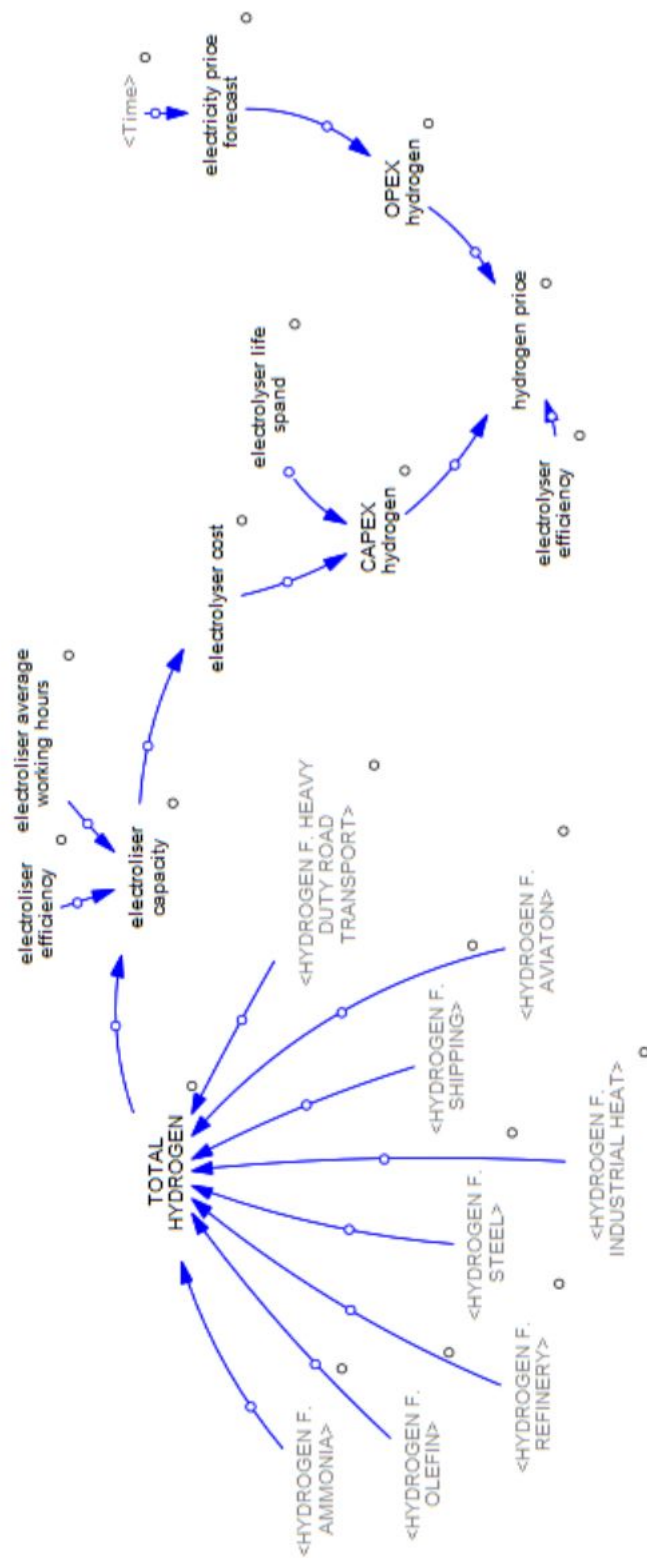 <Time>
electricity price
forecast
OPEX
hydrogen
hydrogen price
electrolyser life
spand
CAPEX
hydrogen
electrolyser
efficiency
electrolyser cost
electroliser average
working hours
electroliser
efficiency
electroliser
capacity
TOTAL
HYDROGEN
<HYDROGEN F. HEAVY
DUTY ROAD
TRANSPORT>
<HYDROGEN F.
AVIATON>
<HYDROGEN F.
SHIPPING>
<HYDROGEN F.
INDUSTRIAL HEAT>
<HYDROGEN F.
STEEL>
<HYDROGEN F.
REFINERY>
<HYDROGEN F.
OLEFIN>
<HYDROGEN F.
AMMONIA>